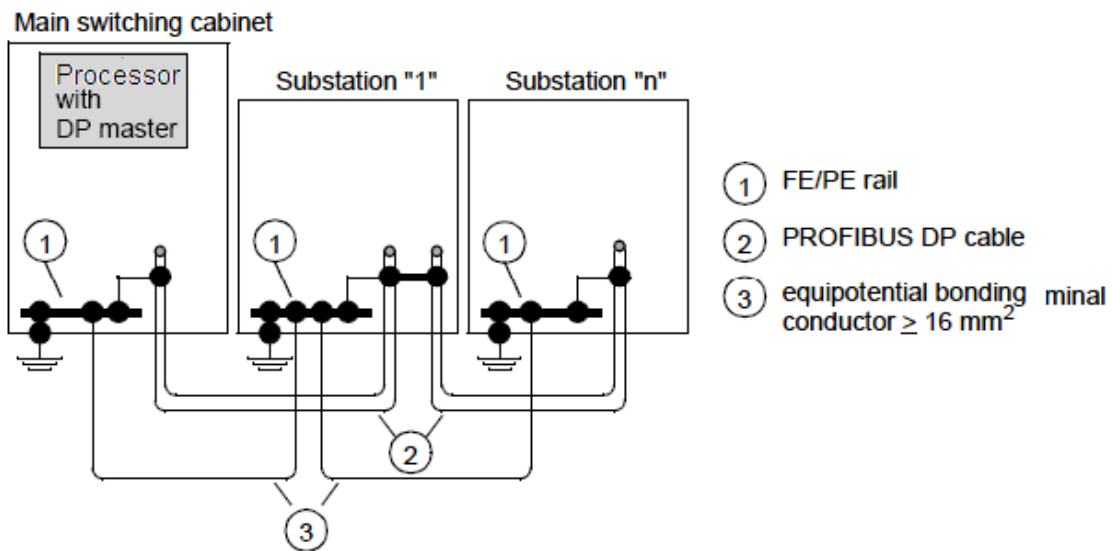 Main switching cabinet
Processor
with
DP master
Substation "1"
Substation "n"
1
1
1
2
3
1 FE/PE rail
2 PROFIBUS DP cable
3 equipotential bonding minal
conductor ≥ 16 mm²